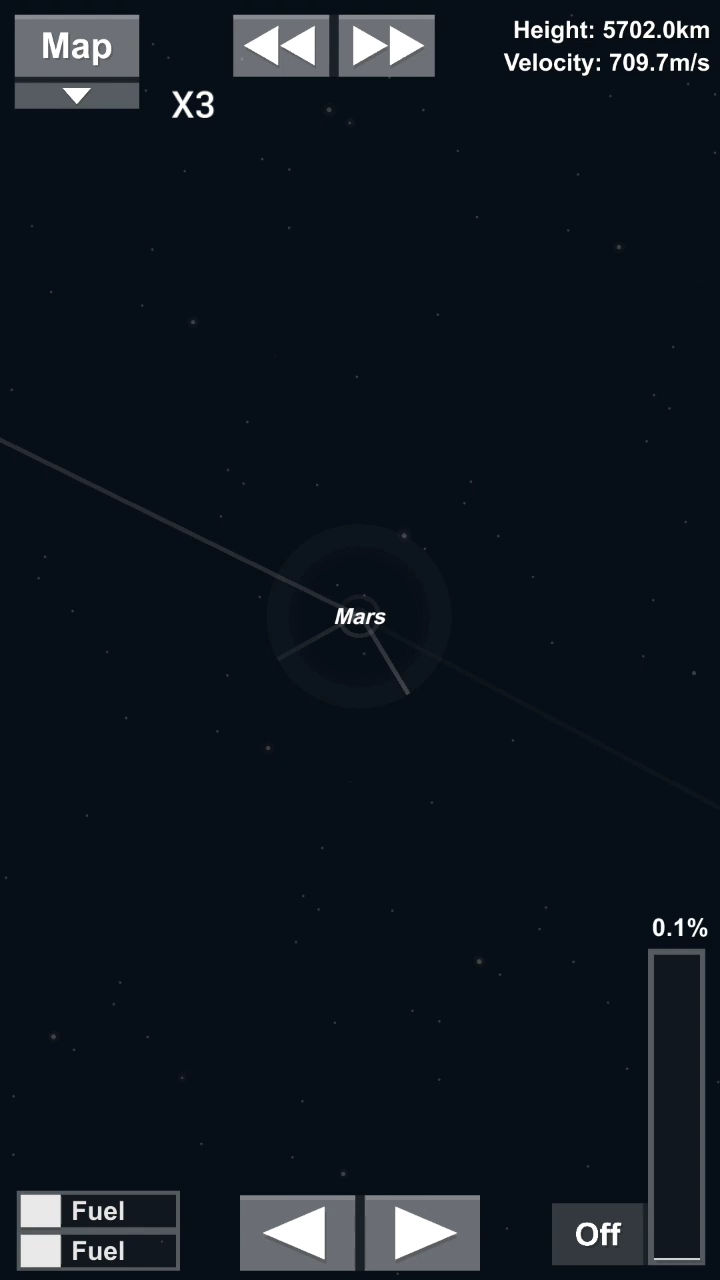 Map
X3
Height: 5702.0km
Velocity: 709.7m/s
Mars
0.1%
Fuel
Fuel
Off